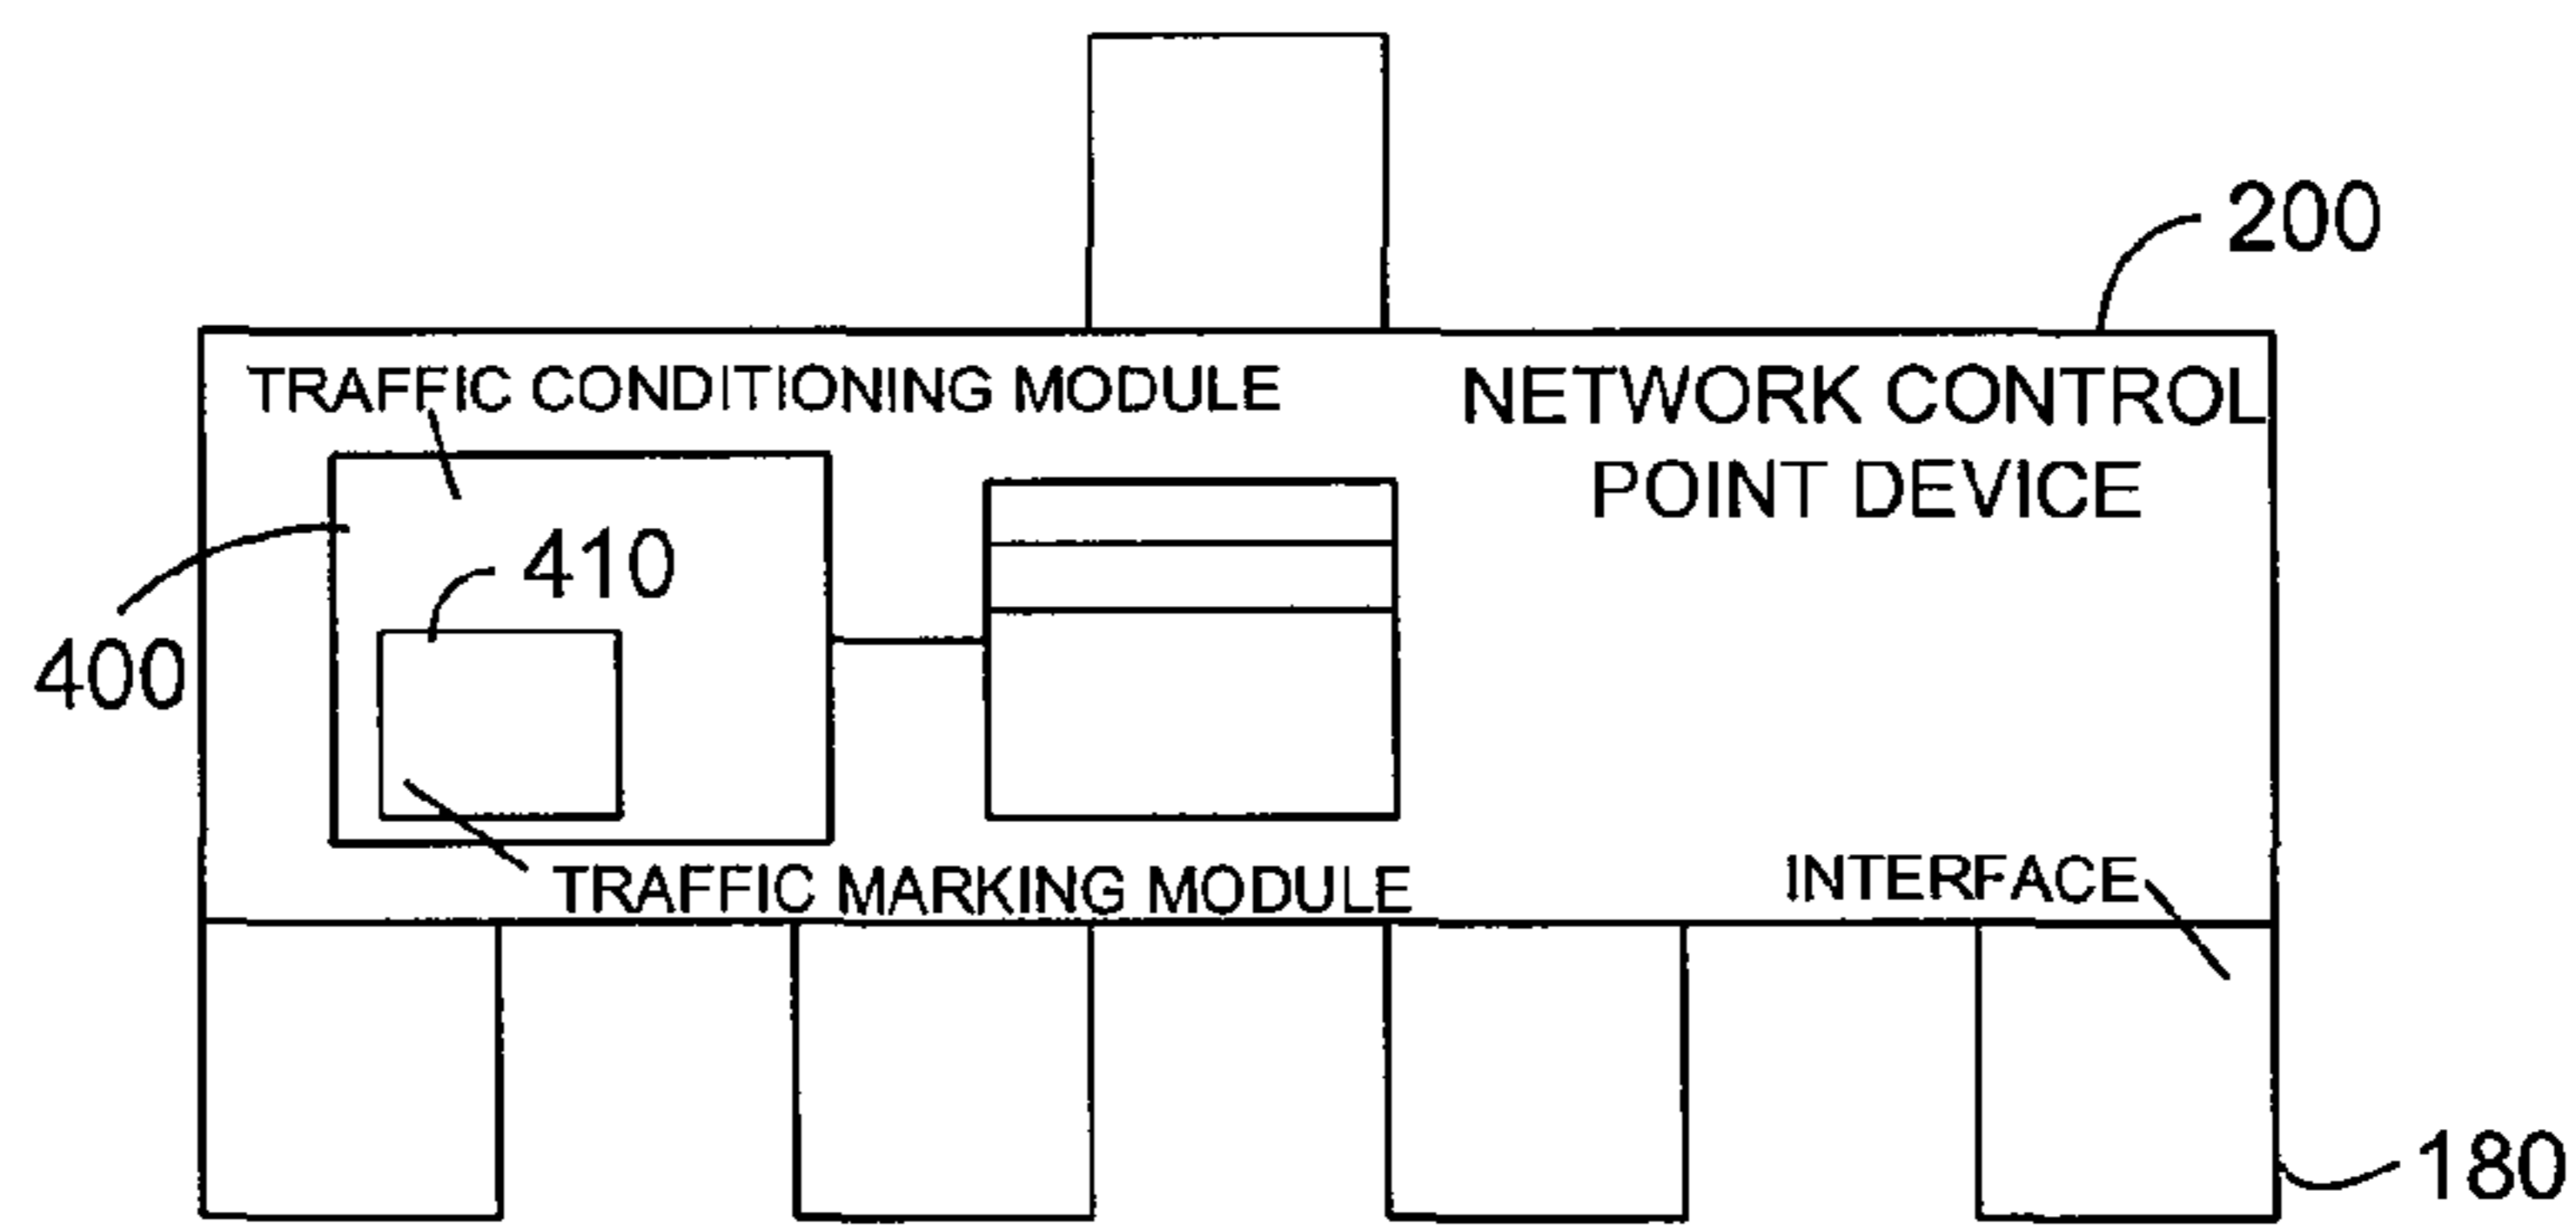 200
TRAFFIC CONDITIONING MODULE
NETWORK CONTROL
POINT DEVICE
410
400
TRAFFIC MARKING MODULE
INTERFACE
180